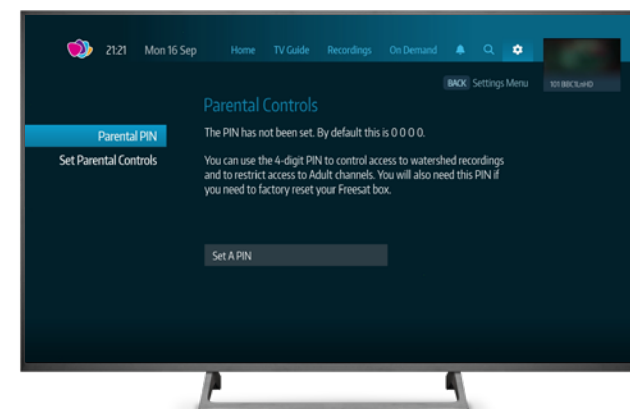 21:21 Mon 16 Sep Home TV Guide Recordings On Demand
BACK Settings Menu
101 BBC1LnHD
Parental Controls
Parental PIN
The PIN has not been set. By default this is 0 0 0 0.
Set Parental Controls
You can use the 4-digit PIN to control access to watershed recordings
and to restrict access to Adult channels. You will also need this PIN if
you need to factory reset your Freesat box.
Set A PIN